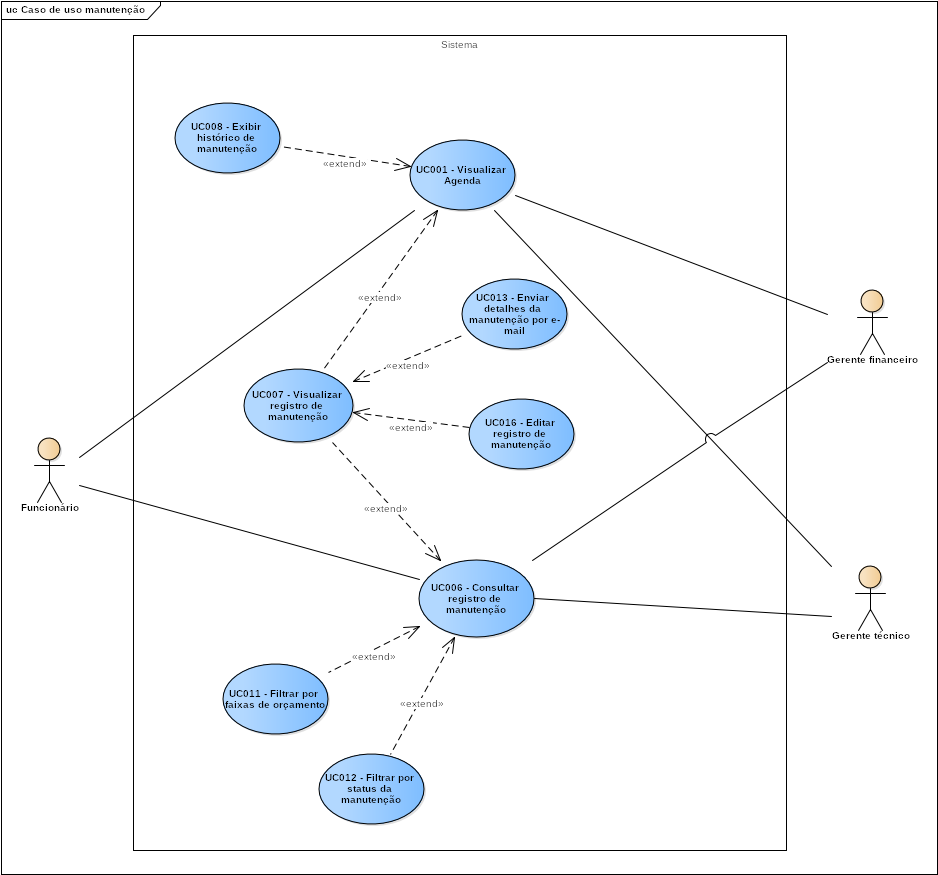 uc Caso de uso manutenção
Sistema
UC008 - Exibir
histórico de
manutenção
«extend»
UC001 - Visualizar
Agenda
«extend»
UC013 - Enviar
detalhes da
manutenção por e-
mail
Gerente financeiro
«extend»
UC007 - Visualizar
registro de
manutenção
«extend»
UC016 - Editar
registro de
manutenção
Funcionário
«extend»
UC006 - Consultar
registro de
manutenção
Gerente técnico
«extend»
UC011 - Filtrar por
faixas de orçamento
«extend»
UC012 - Filtrar por
status da
manutenção